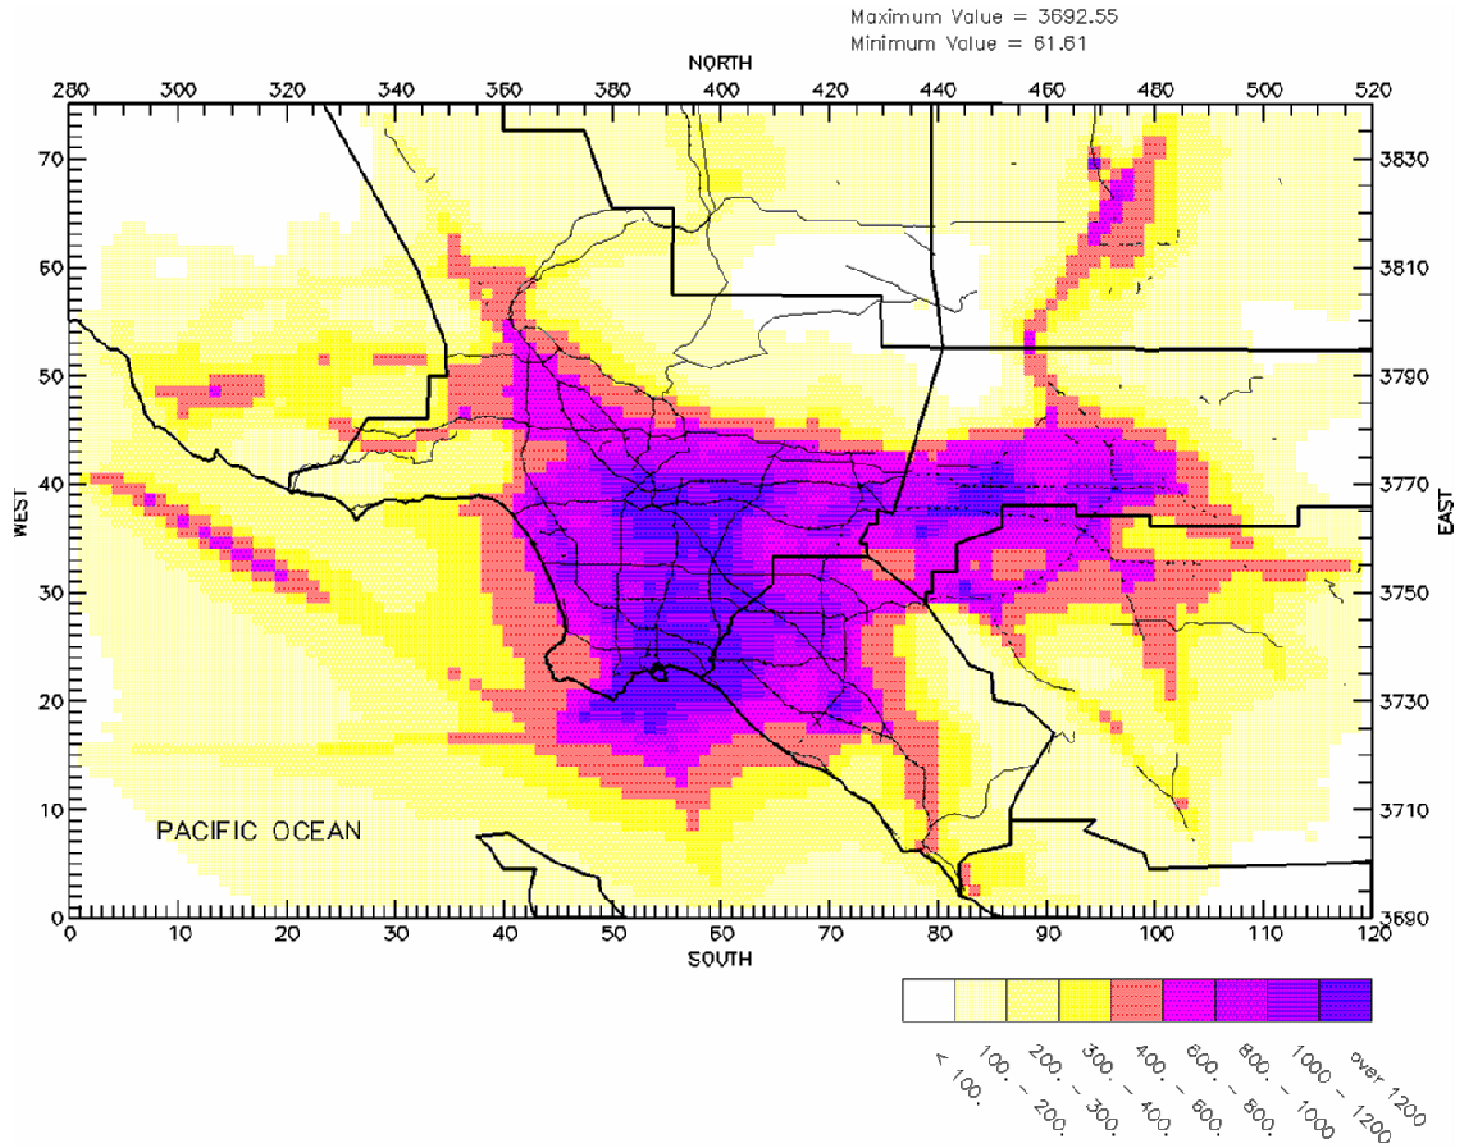 Maximum Value = 3692.55
Minimum Value = 61.61
NORTH
280 300 320 340 360 380 400 420 440 460 480 500 520
70 3830
60 3810
50 3790
40 3770
WEST EAST
30 3750
20 3730
10 3710
PACIFIC OCEAN
0 3690
0 10 20 30 40 50 60 70 80 90 100 110 120
SOUTH
< 100.
100. - 200.
200. - 300.
300. - 400.
400. - 600.
600. - 800.
800. - 1000
1000 - 1200
over 1200